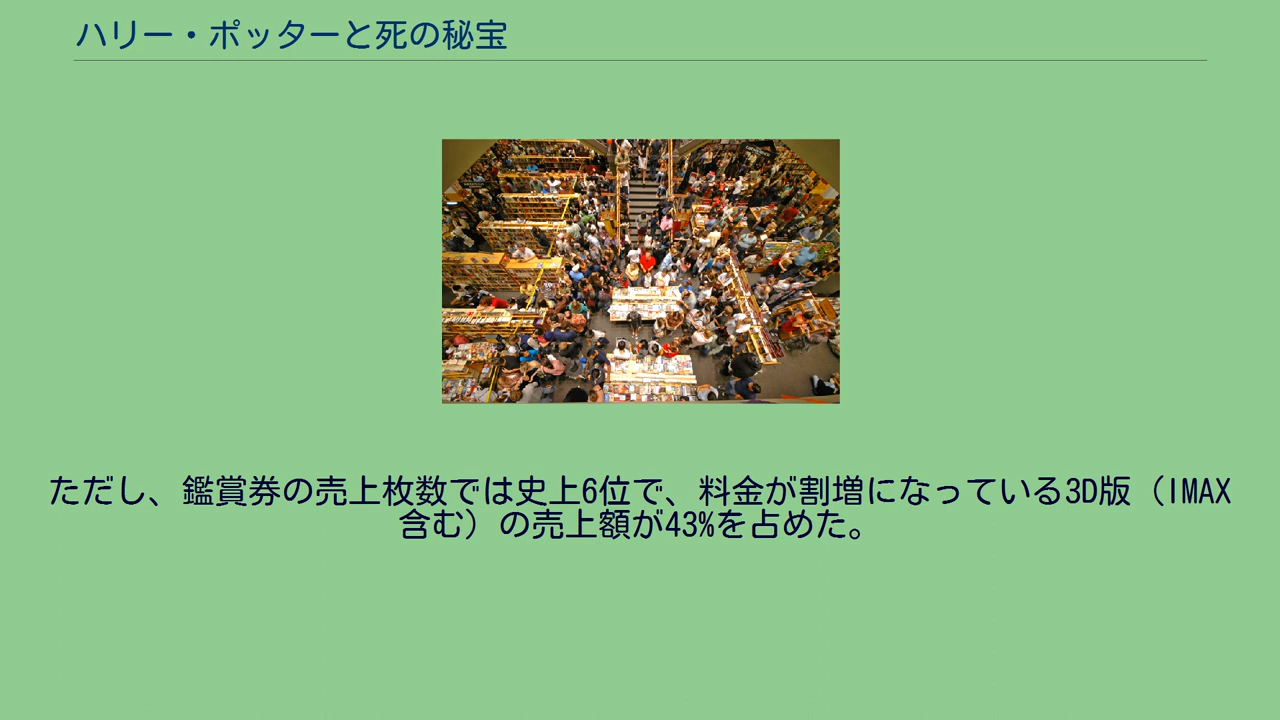 ハリー・ポッターと死の秘宝
ただし、鑑賞券の売上枚数では史上6位で、料金が割増になっている3D版（IMAX
含む）の売上額が43%を占めた。